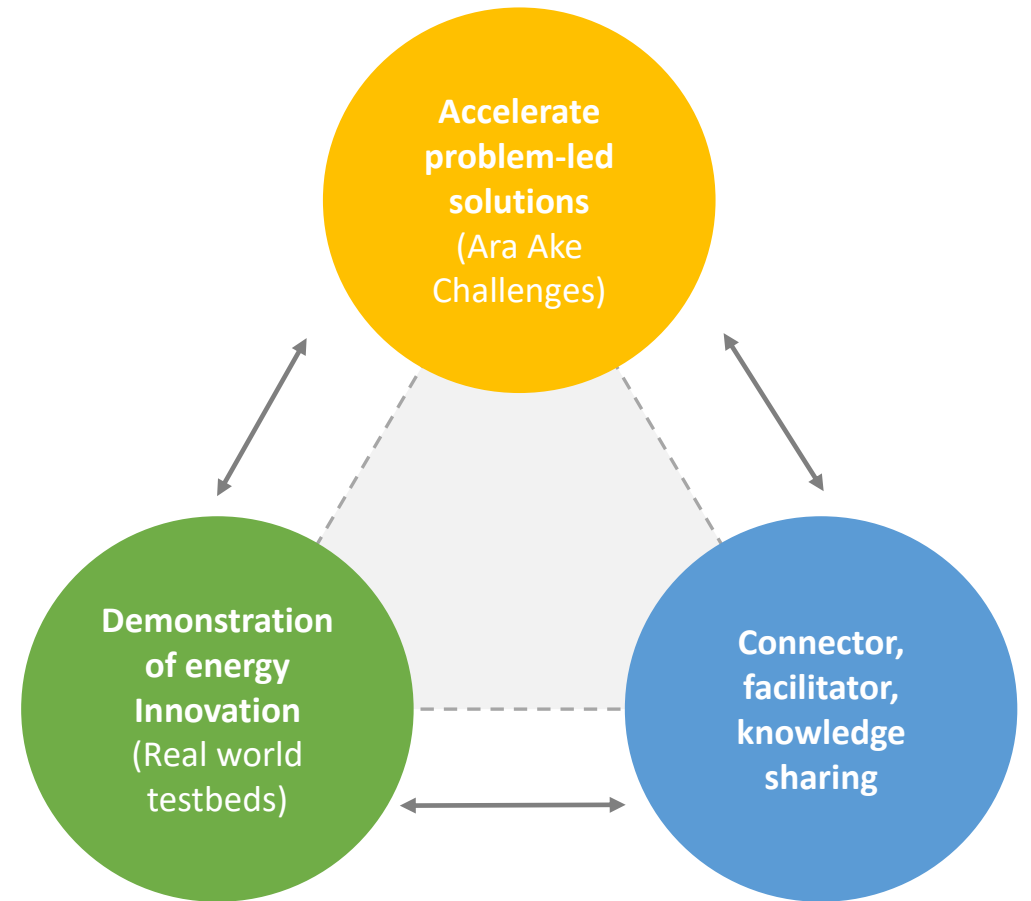 Accelerate
problem-led
solutions
(Ara Ake
Challenges)
Demonstration
of energy
Innovation
(Real world
testbeds)
Connector,
facilitator,
knowledge
sharing